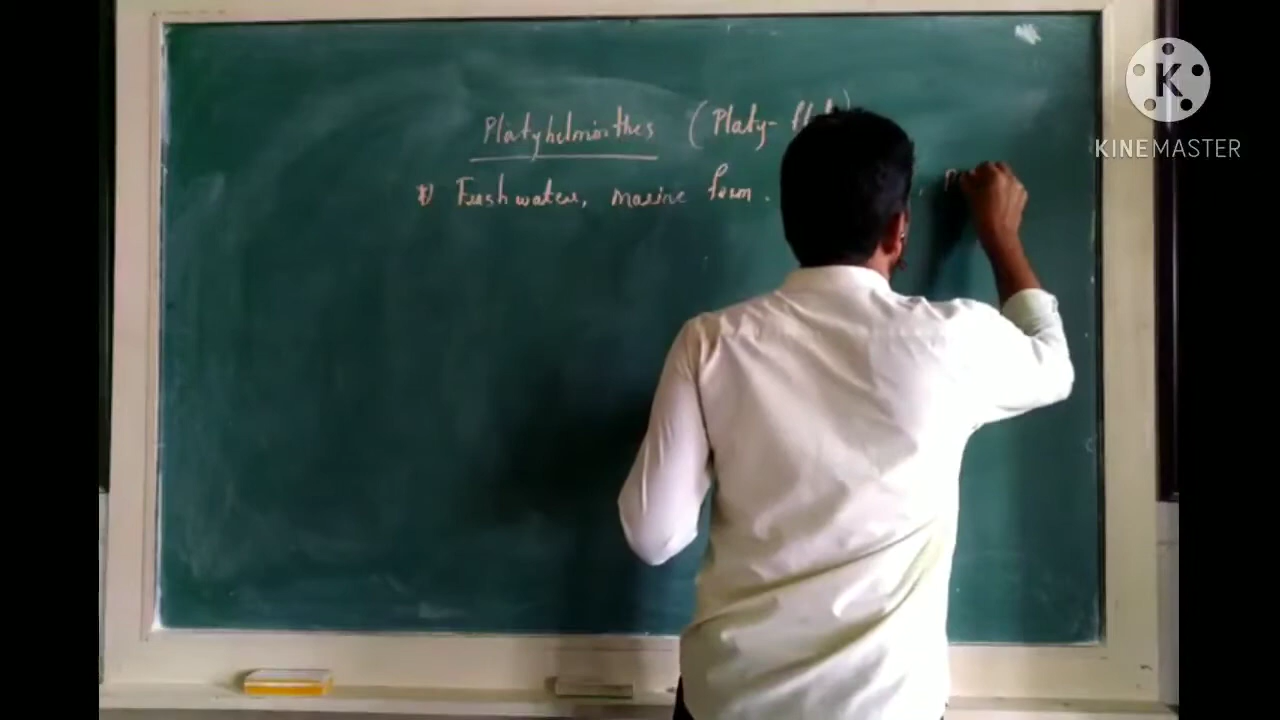 Platyhelminthes (Platy-
*) Freshwater, marine form.
K
KINEMASTER